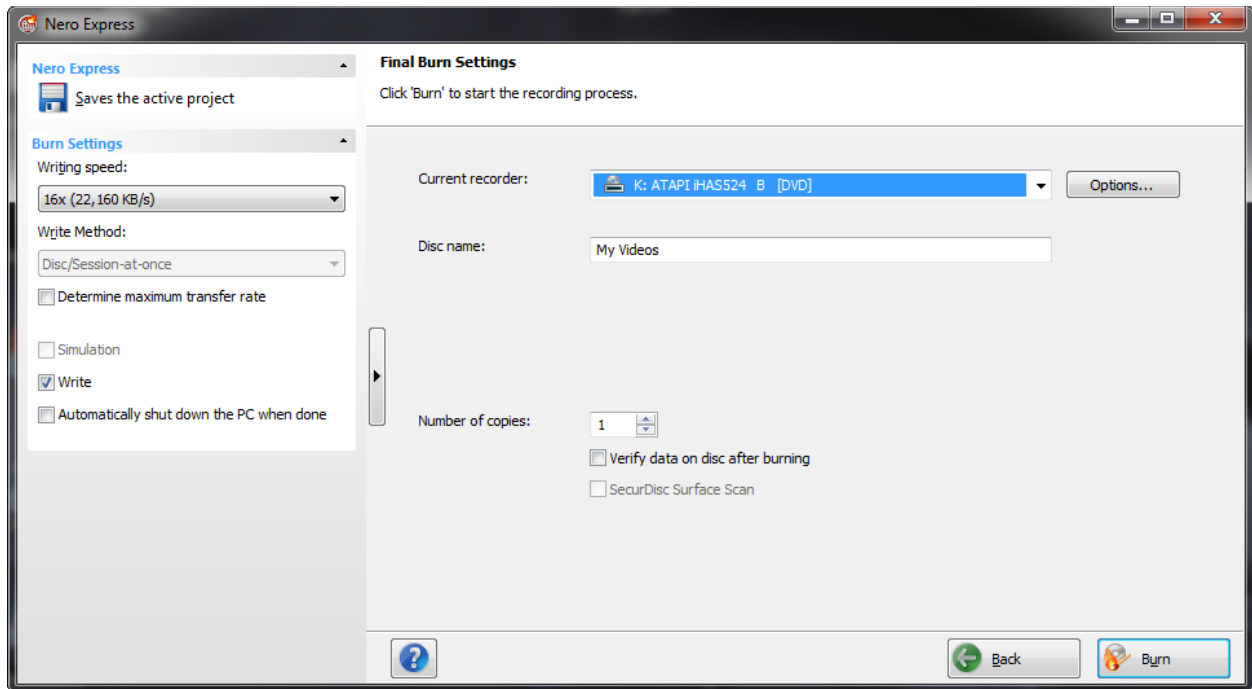 Nero Express
Nero Express
Saves the active project
Burn Settings
Writing speed:
16x (22,160 KB/s)
Write Method:
Disc/Session-at-once
Determine maximum transfer rate
Simulation
Write
Automatically shut down the PC when done
Final Burn Settings
Click 'Burn' to start the recording process.
Current recorder:
K: ATAPI iHAS524 B [DVD]
Options...
Disc name:
My Videos
Number of copies:
1
Verify data on disc after burning
SecurDisc Surface Scan
?
Back
Burn